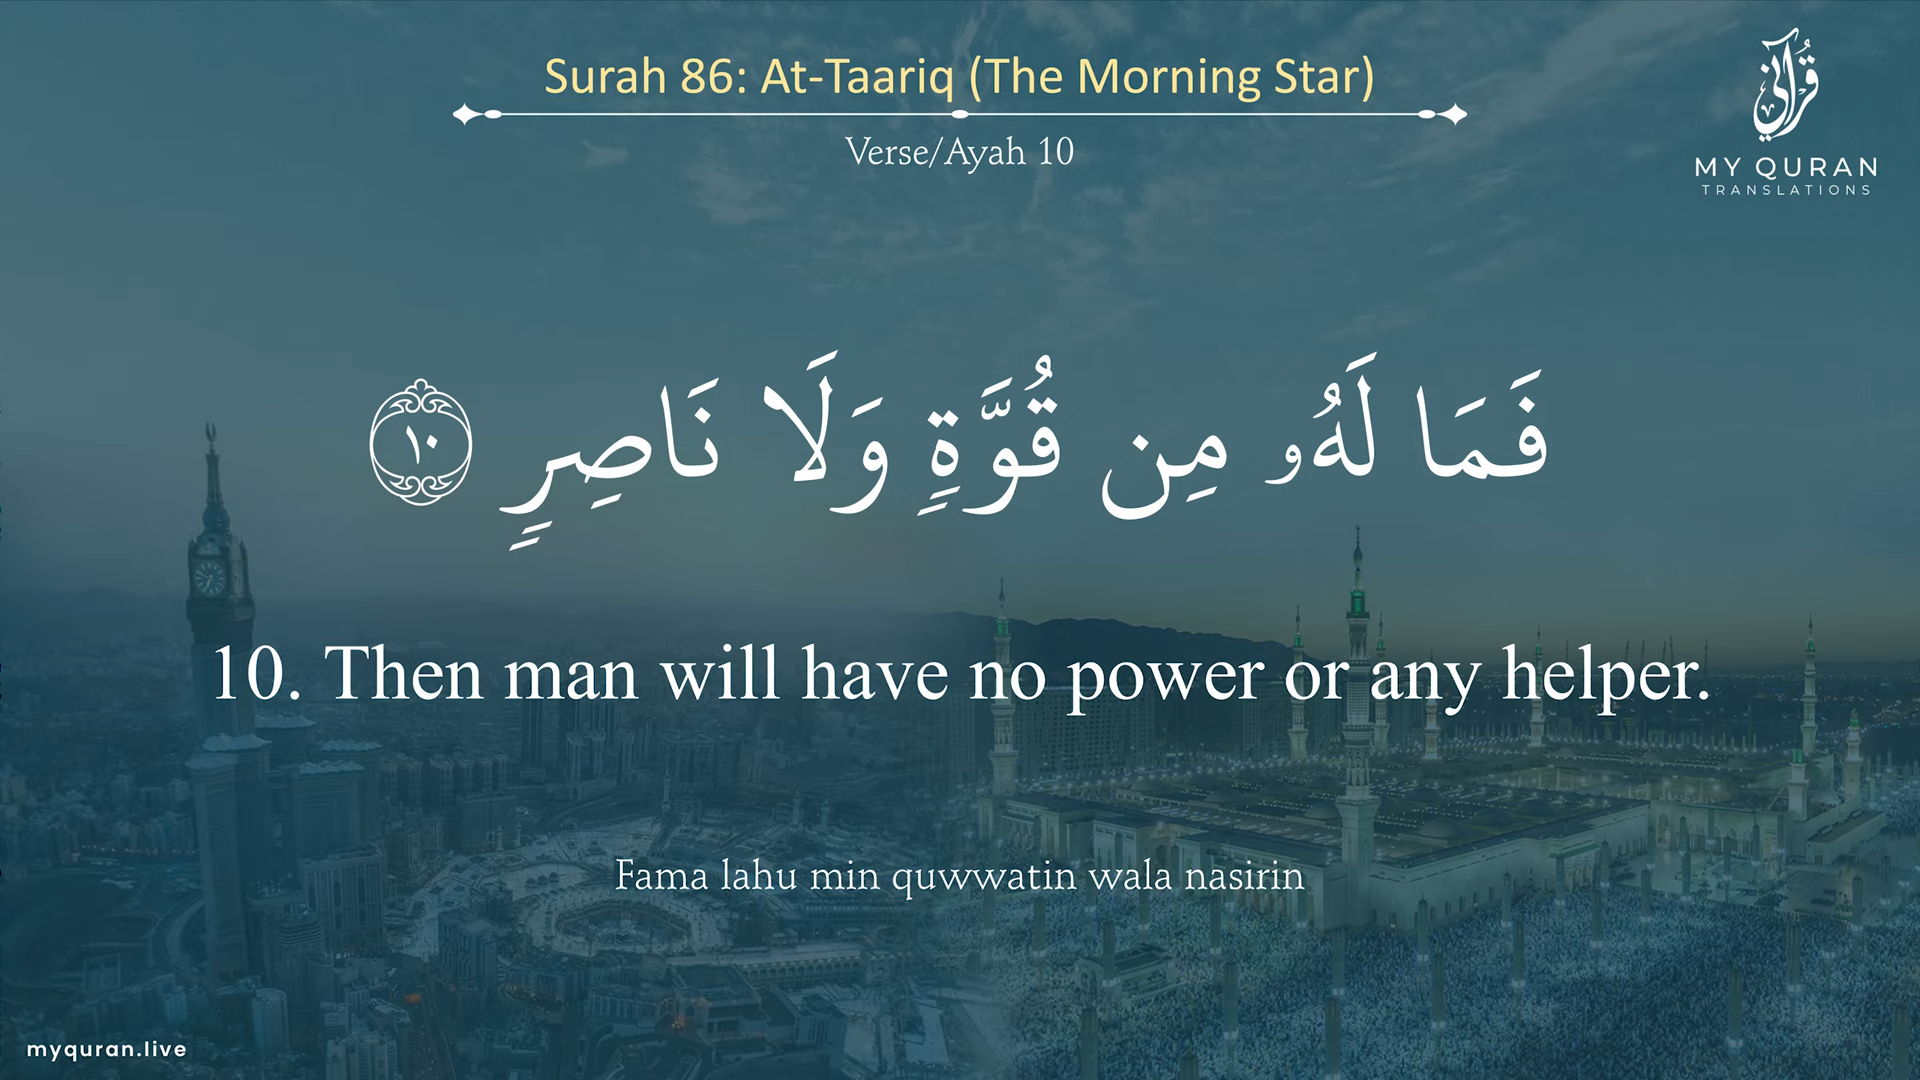 Surah 86: At-Taariq (The Morning Star)
Verse/Ayah 10
قرآني
MY QURAN
TRANSLATIONS
فَمَا لَهُۥ مِن قُوَّةٍ وَلَا نَاصِرٍ ١٠
10. Then man will have no power or any helper.
Fama lahu min quwwatin wala nasirin
myquran.live